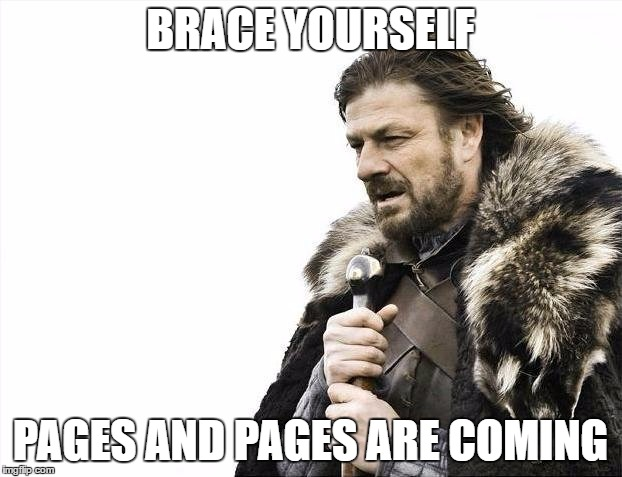 BRACE YOURSELF
PAGES AND PAGES ARE COMING
imgflip.com